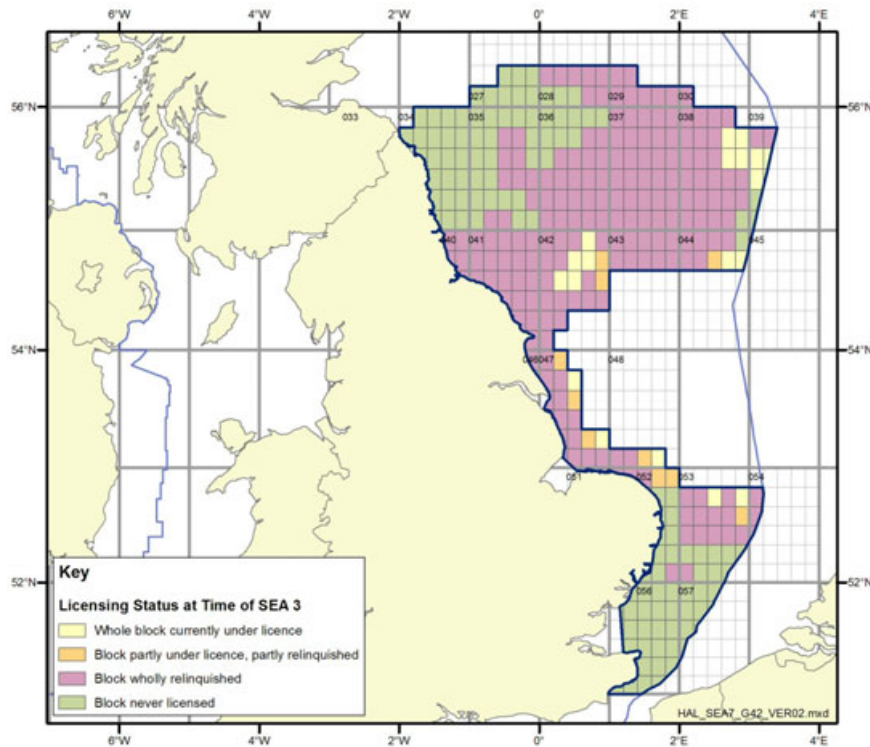 6°W 4°W 2°W 0° 2°E 4°E
027 028 029 030
56°N 56°N
033 034 035 036 037 038 039
040 041 042 043 044 045
54°N 54°N
047 048
051 052 053 054
52°N 52°N
056 057
Key
Licensing Status at Time of SEA 3
Whole block currently under licence
Block partly under licence, partly relinquished
Block wholly relinquished
Block never licensed
HAL_SEA7_G42_VER02.mxd
6°W 4°W 2°W 0° 2°E 4°E